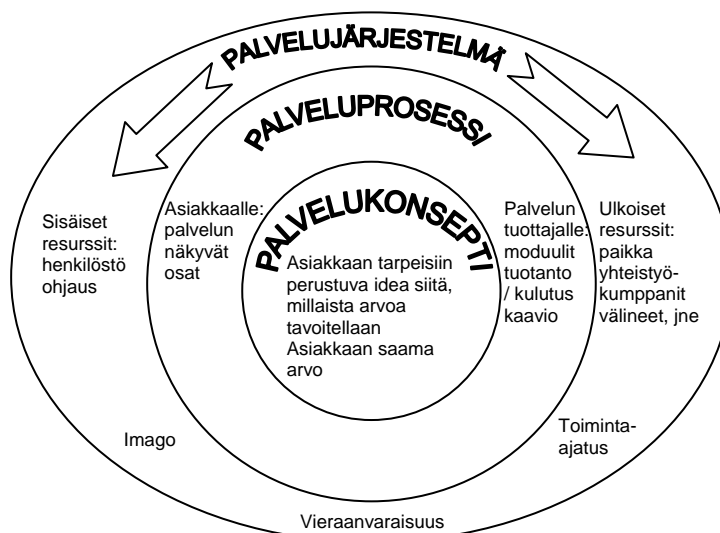 PALVELUJÄRJESTELMÄ
PALVELUPROSESSI
PALVELUKONSEPTI
Sisäiset
resurssit:
henkilöstö
ohjaus
Asiakkaalle:
palvelun
näkyvät
osat
Asiakkaan tarpeisiin
perustuva idea siitä,
millaista arvoa
tavoitellaan
Asiakkaan saama
arvo
Palvelun
tuottajalle:
moduulit
tuotanto
/ kulutus
kaavio
Ulkoiset
resurssit:
paikka
yhteistyö-
kumppanit
välineet, jne
Imago
Toiminta-
ajatus
Vieraanvaraisuus